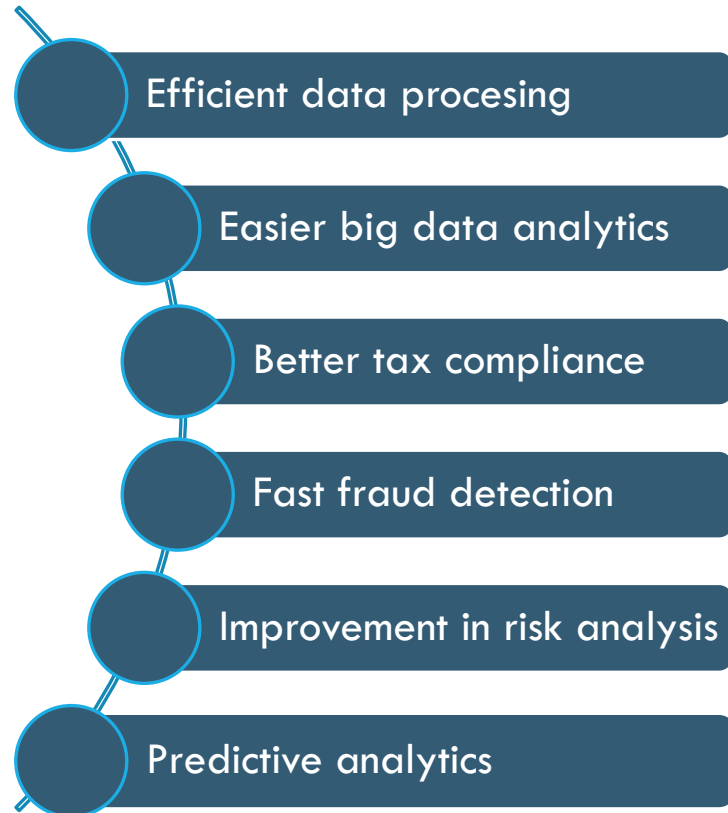 Efficient data procesing
Easier big data analytics
Better tax compliance
Fast fraud detection
Improvement in risk analysis
Predictive analytics